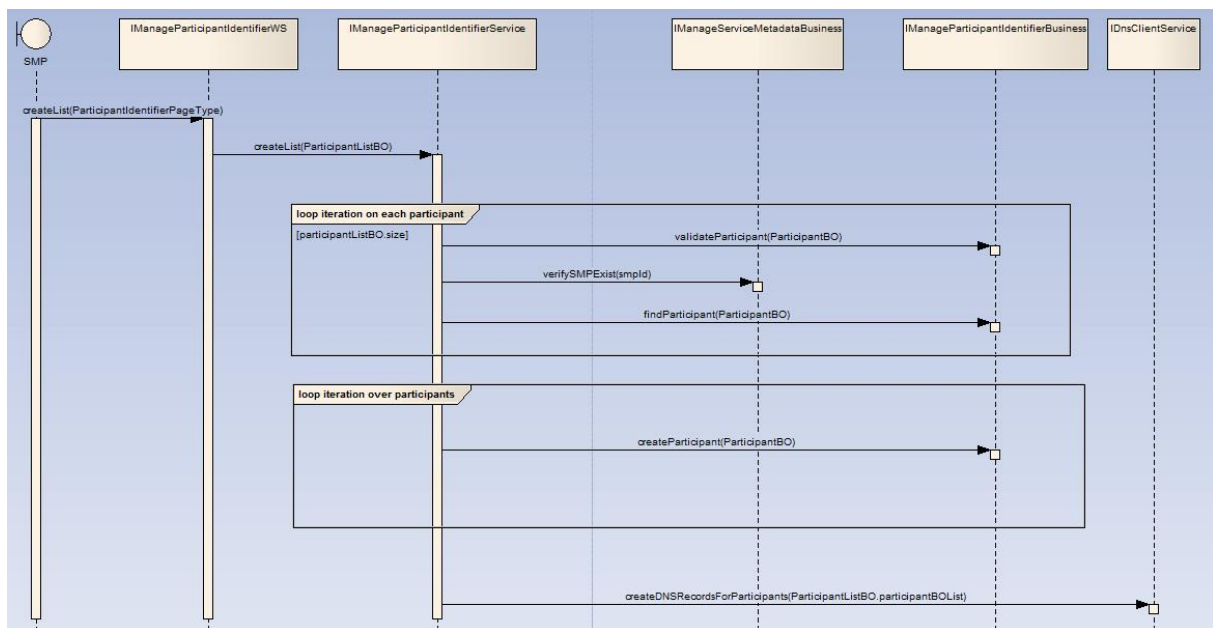 IManageParticipantIdentifierWS
IManageParticipantIdentifierService
IManageServiceMetadataBusiness
IManageParticipantIdentifierBusiness
IDnsClientService
SMP
createList(ParticipantIdentifierPageType)
createList(ParticipantListBO)
loop iteration on each participant
[participantListBO.size]
validateParticipant(ParticipantBO)
verifySMPExist(smpId)
findParticipant(ParticipantBO)
loop iteration over participants
createParticipant(ParticipantBO)
createDNSRecordsForParticipants(ParticipantListBO.participantBOList)